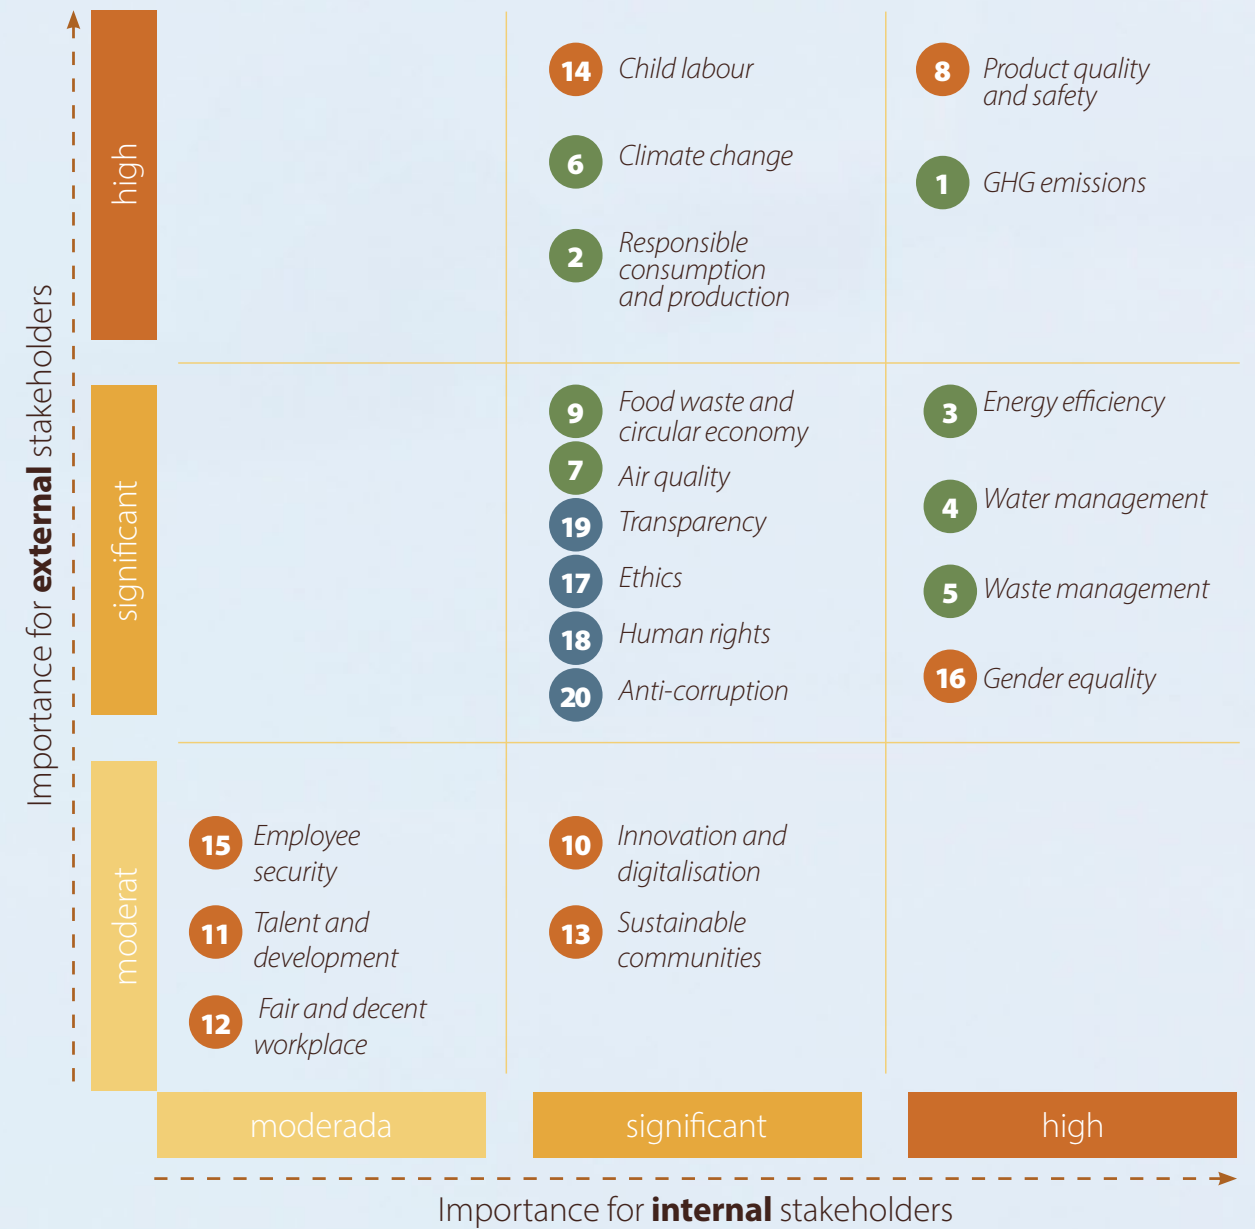 Importance for external stakeholders
high
significant
moderat
14 Child labour
6 Climate change
2 Responsible
consumption
and production
8 Product quality
and safety
1 GHG emissions
9 Food waste and
circular economy
7 Air quality
19 Transparency
17 Ethics
18 Human rights
20 Anti-corruption
3 Energy efficiency
4 Water management
5 Waste management
16 Gender equality
15 Employee
security
11 Talent and
development
12 Fair and decent
workplace
10 Innovation and
digitalisation
13 Sustainable
communities
moderada
significant
high
Importance for internal stakeholders